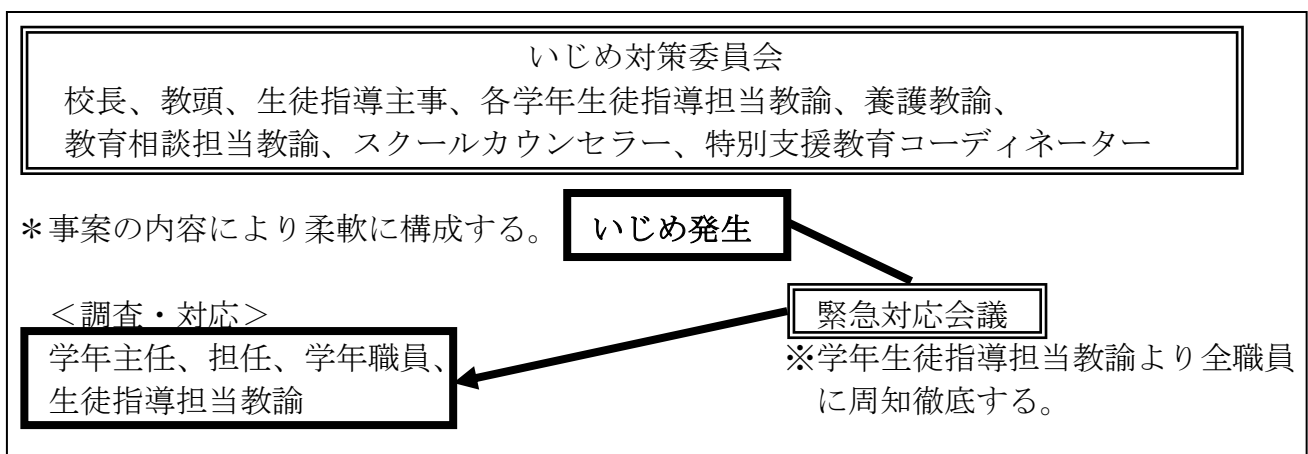 いじめ対策委員会
校長、教頭、生徒指導主事、各学年生徒指導担当教諭、養護教諭、
教育相談担当教諭、スクールカウンセラー、特別支援教育コーディネーター
＊事案の内容により柔軟に構成する。
いじめ発生
＜調査・対応＞
学年主任、担任、学年職員、
生徒指導担当教諭
緊急対応会議
※学年生徒指導担当教諭より全職員
に周知徹底する。